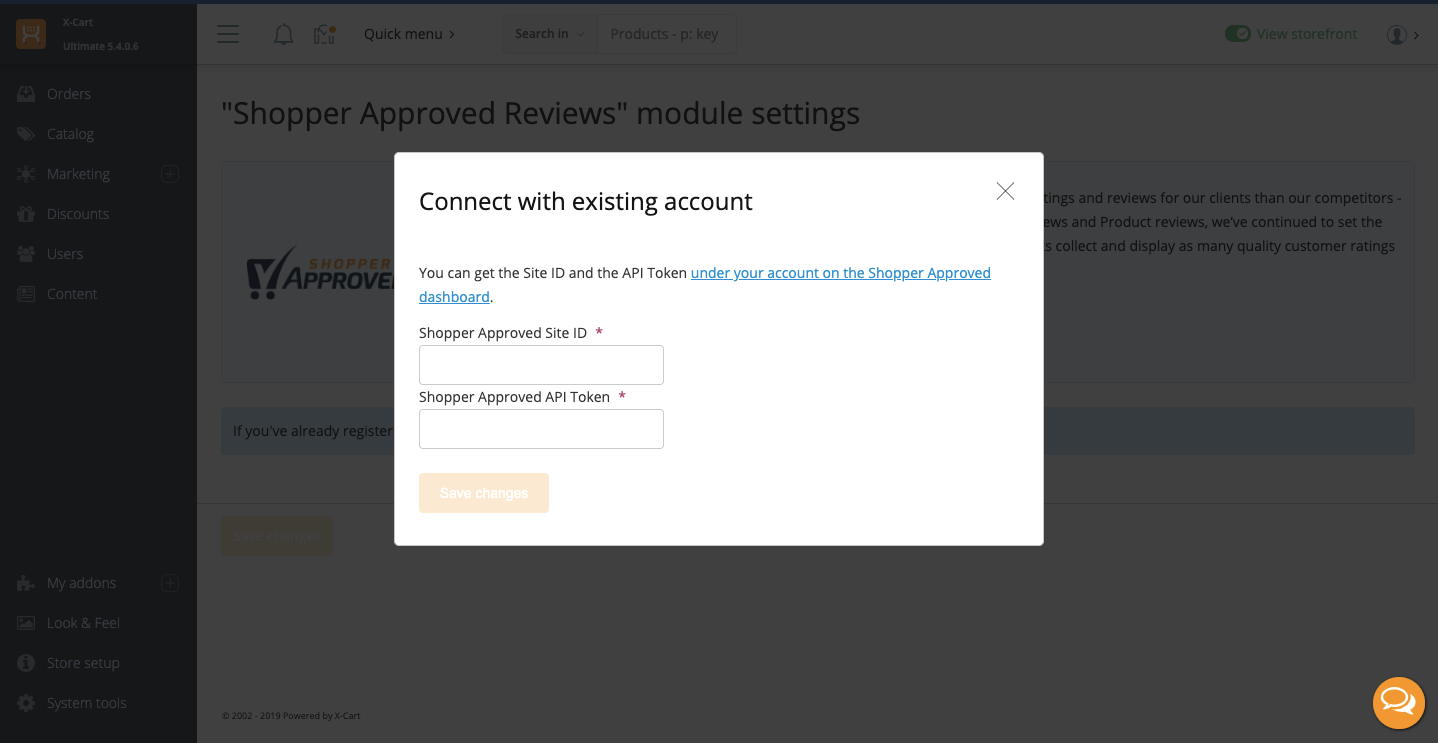 X-Cart
Ultimate 5.4.0.6
Quick menu
Search in
Products - p: key
View storefront
Orders
Catalog
Marketing
Discounts
Users
Content
My addons
Look & Feel
Store setup
System tools
"Shopper Approved Reviews" module settings
SHOPPER
APPROVE
tings and reviews for our clients than our competitors -
ews and Product reviews, we've continued to set the
s collect and display as many quality customer ratings
If you've already register
Save changes
Connect with existing account
You can get the Site ID and the API Token under your account on the Shopper Approved
dashboard.
Shopper Approved Site ID *
Shopper Approved API Token *
Save changes
© 2002 - 2019 Powered by X-Cart